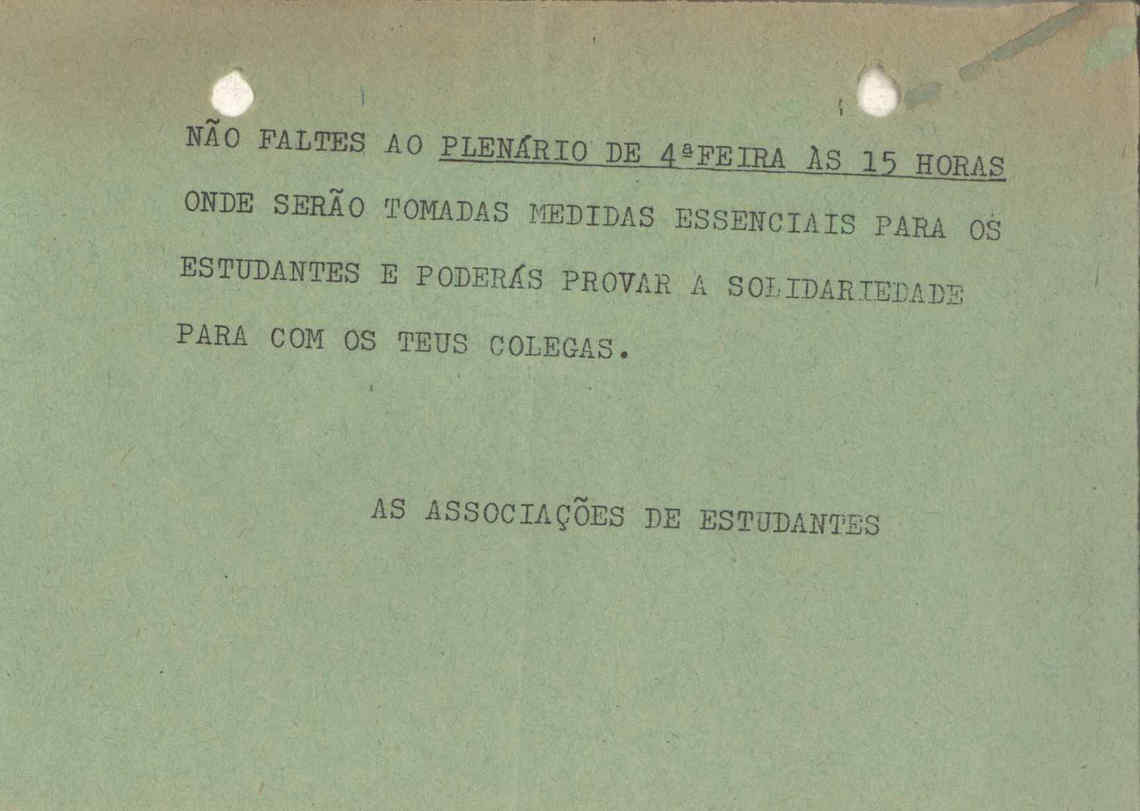 NÃO FALTES AO PLENÁRIO DE 4ªFEIRA ÀS 15 HORAS
ONDE SERÃO TOMADAS MEDIDAS ESSENCIAIS PARA OS
ESTUDANTES E PODERÁS PROVAR A SOLIDARIEDADE
PARA COM OS TEUS COLEGAS.
AS ASSOCIAÇÕES DE ESTUDANTES